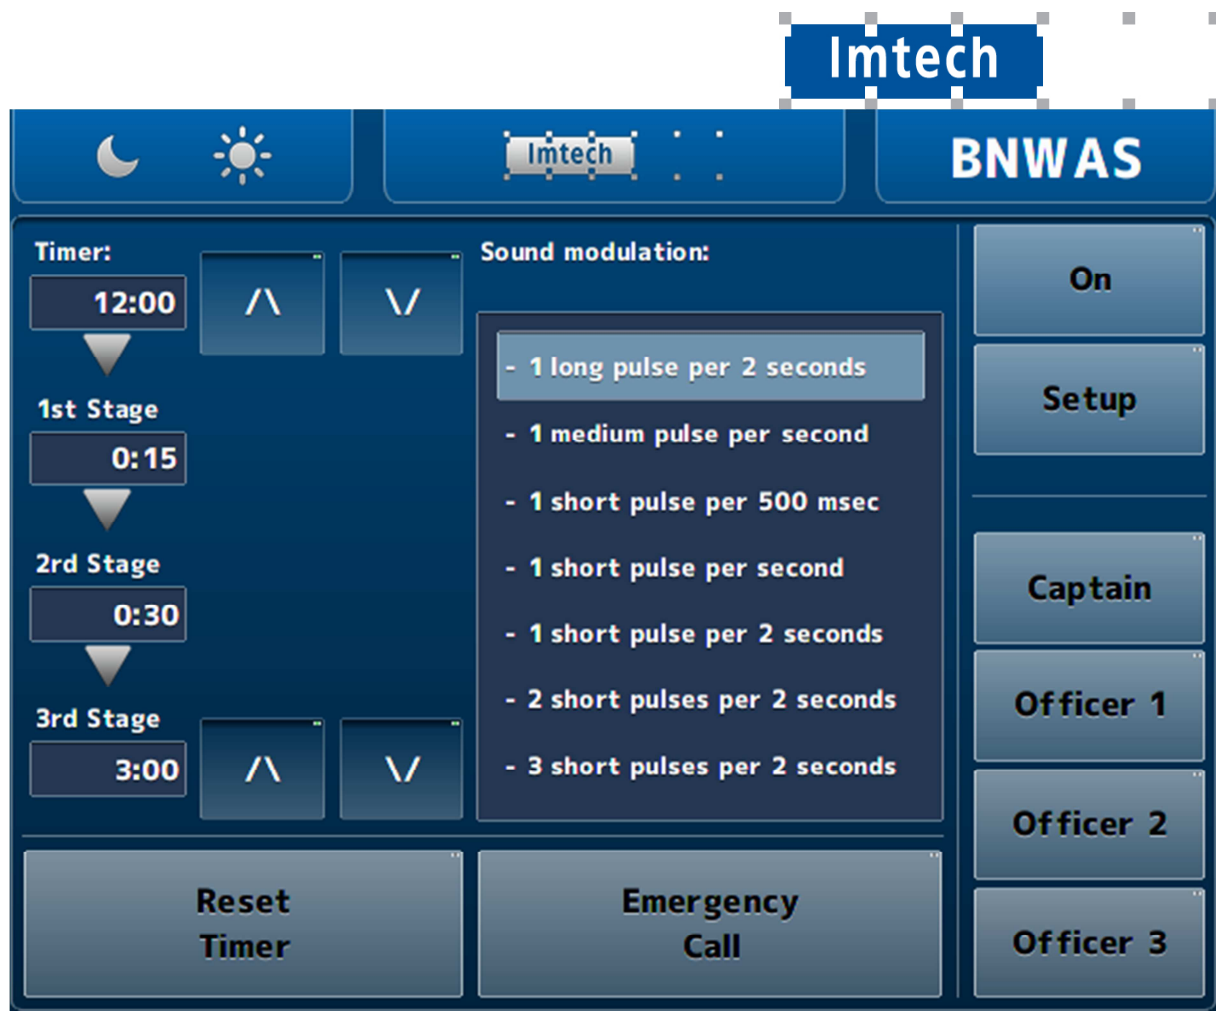 Imtech
Imtech
BNWAS
Timer:
12:00
/\
\/
1st Stage
0:15
2rd Stage
0:30
3rd Stage
3:00
/\
\/
Sound modulation:
- 1 long pulse per 2 seconds
- 1 medium pulse per second
- 1 short pulse per 500 msec
- 1 short pulse per second
- 1 short pulse per 2 seconds
- 2 short pulses per 2 seconds
- 3 short pulses per 2 seconds
On
Setup
Captain
Officer 1
Officer 2
Officer 3
Reset
Timer
Emergency
Call